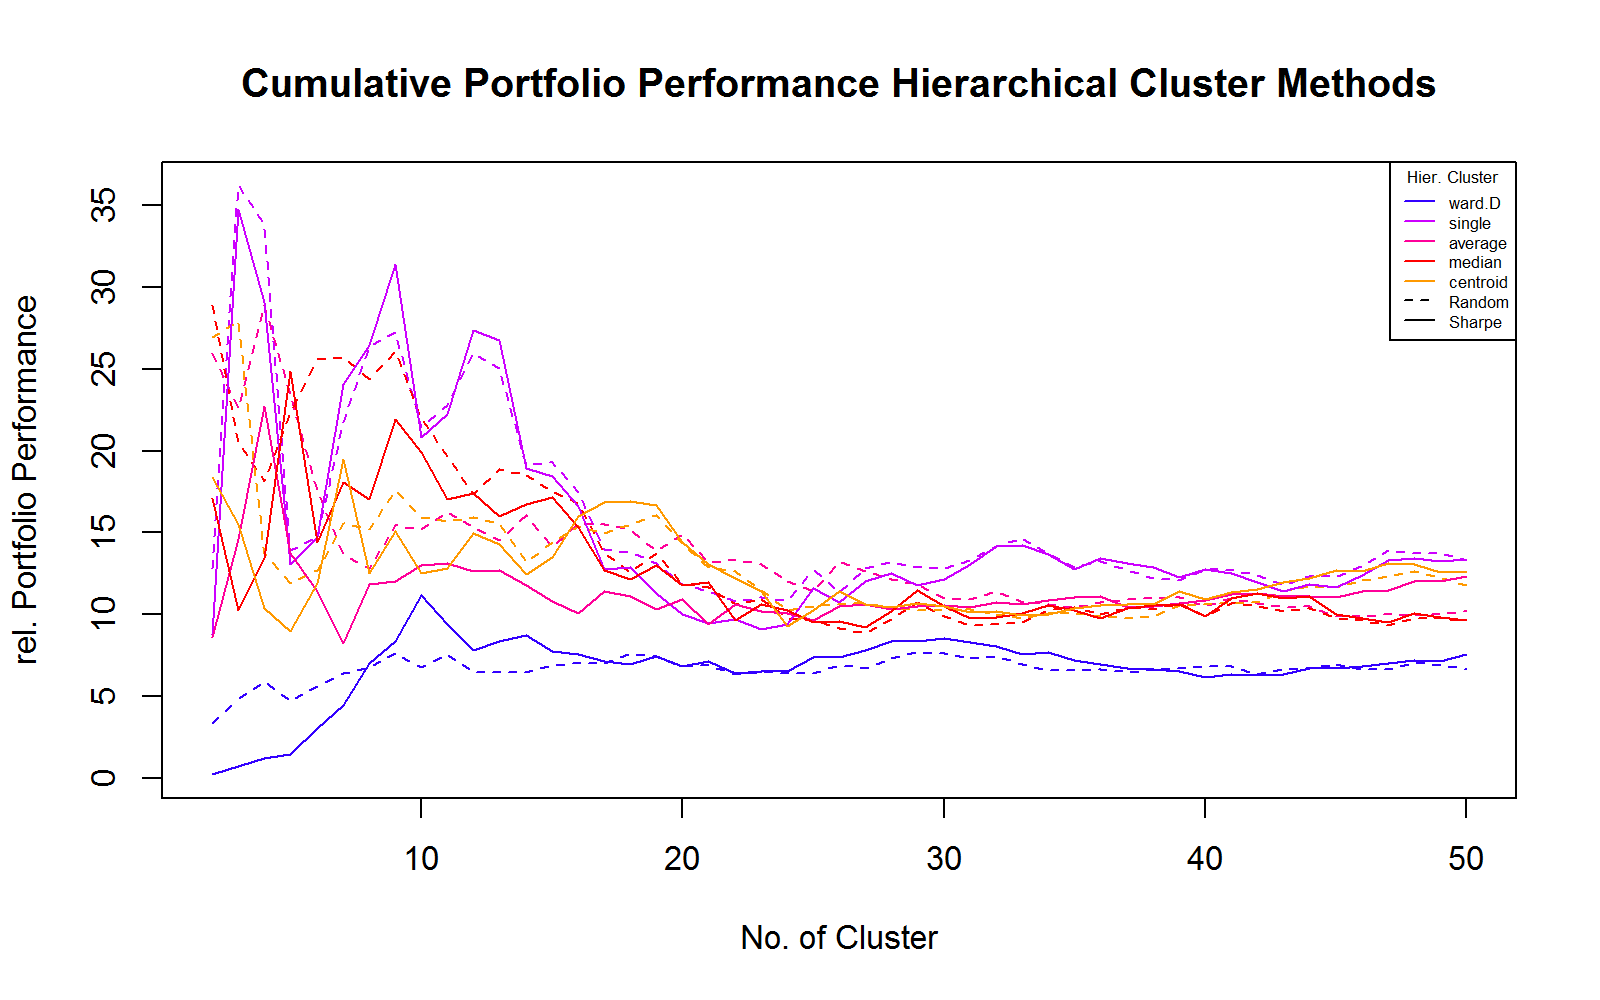 Cumulative Portfolio Performance Hierarchical Cluster Methods
rel. Portfolio Performance
35
30
25
20
15
10
5
0
Hier. Cluster
ward.D
single
average
median
centroid
Random
Sharpe
10 20 30 40 50
No. of Cluster